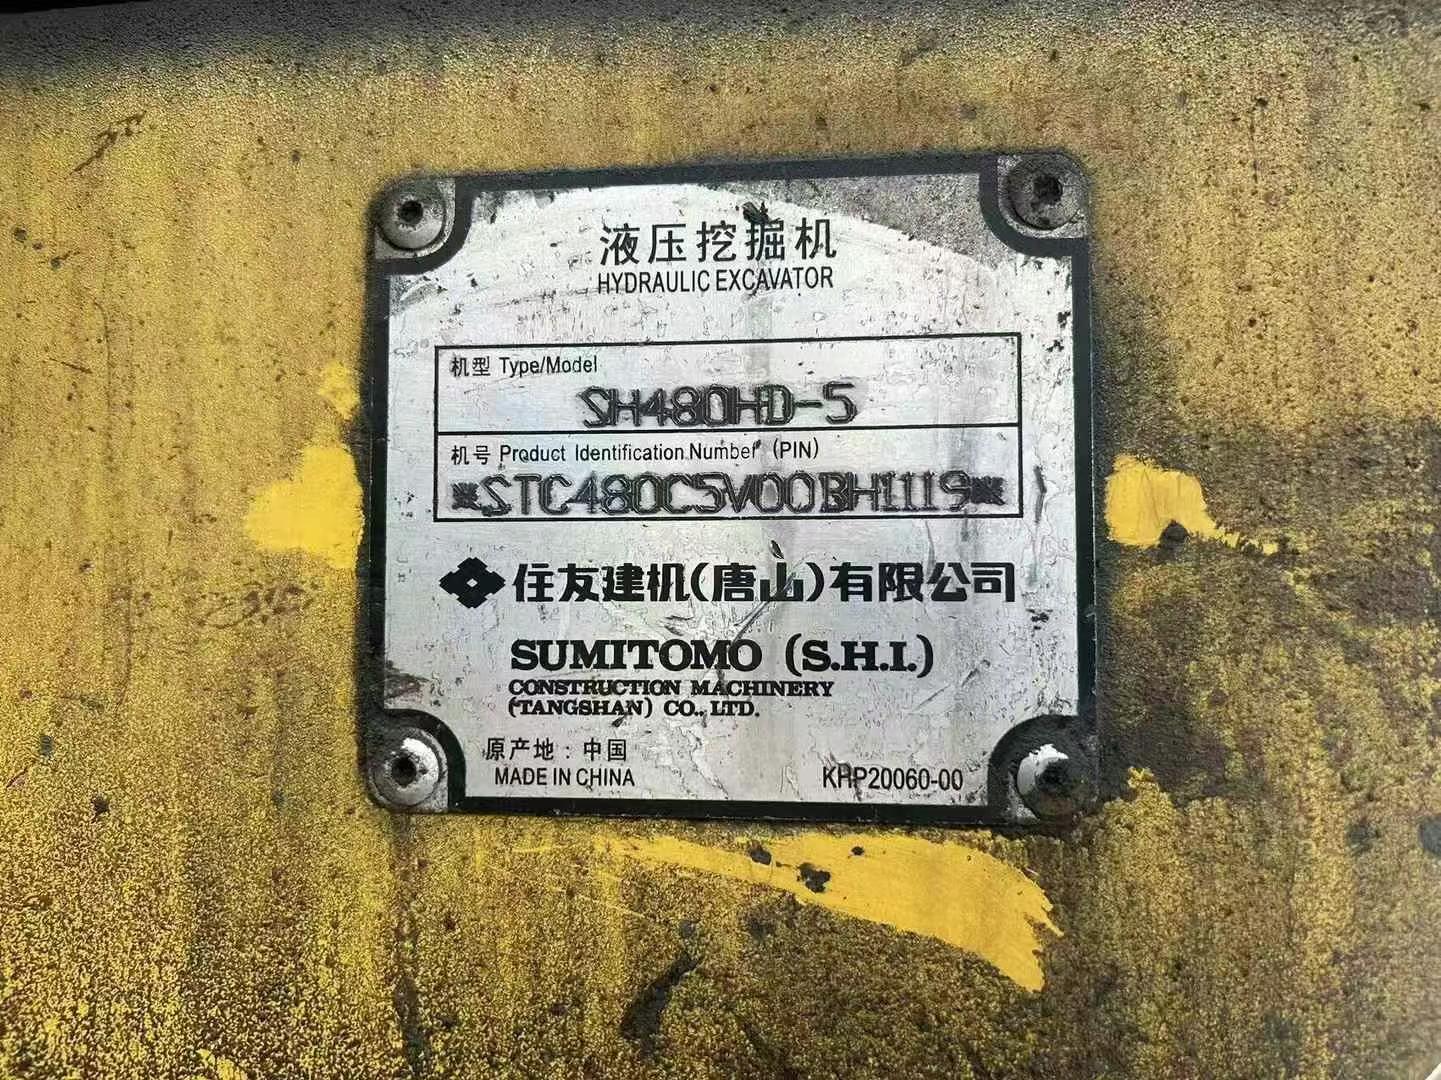 液压挖掘机
HYDRAULIC EXCAVATOR
机型 Type/Model
SH480HD-5
机号 Product Identification Number (PIN)
*STC480C5V00BH1119*
住友建机(唐山)有限公司
SUMITOMO (S.H.I.)
CONSTRUCTION MACHINERY
(TANGSHAN) CO., LTD.
原产地：中国
MADE IN CHINA
KRP20060-00